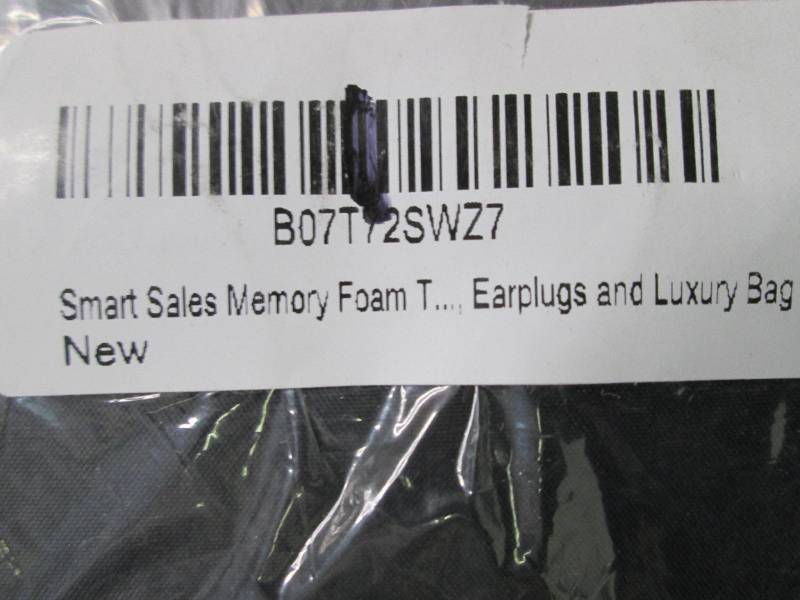 B07T72SWZ7
Smart Sales Memory Foam T..., Earplugs and Luxury Bag
New